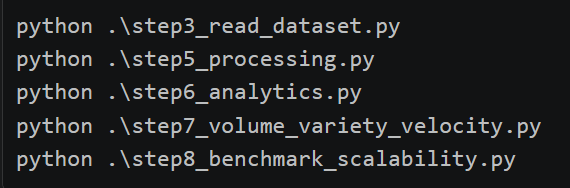 python .\step3_read_dataset.py
python .\step5_processing.py
python .\step6_analytics.py
python .\step7_volume_variety_velocity.py
python .\step8_benchmark_scalability.py